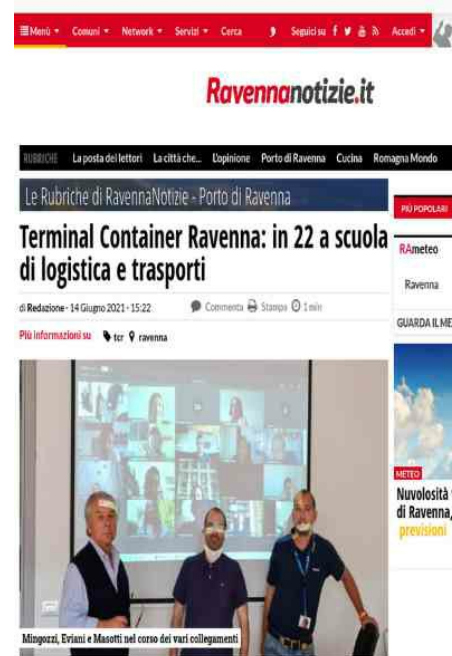 Menù Comuni Network Servizi Cerca Seguici su Accedi
Ravennanotizie.it
RUBRICHE La posta dei lettori La città che... L'opinione Porto di Ravenna Cucina Romagna Mondo
Le Rubriche di RavennaNotizie - Porto di Ravenna
PIÙ POPOLARI
Terminal Container Ravenna: in 22 a scuola
di logistica e trasporti
RAmeteo
Ravenna
di Redazione - 14 Giugno 2021 - 15:22 Commenta Stampa 1 min
GUARDA IL ME
Più informazioni su tcr ravenna
METEO
Nuvolosità
di Ravenna,
previsioni
Mingozzi, Eviani e Masotti nel corso dei vari collegamenti